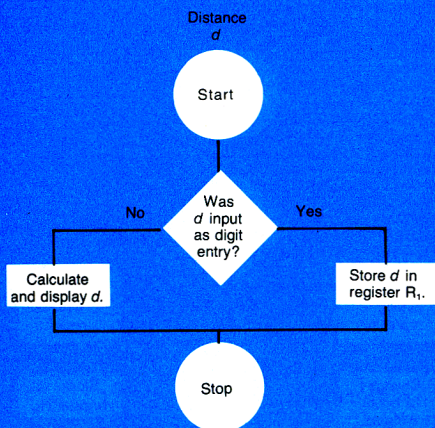 Distance
d
Start
Was
d input
as digit
entry?
No
Yes
Calculate
and display d.
Store d in
register R₁.
Stop